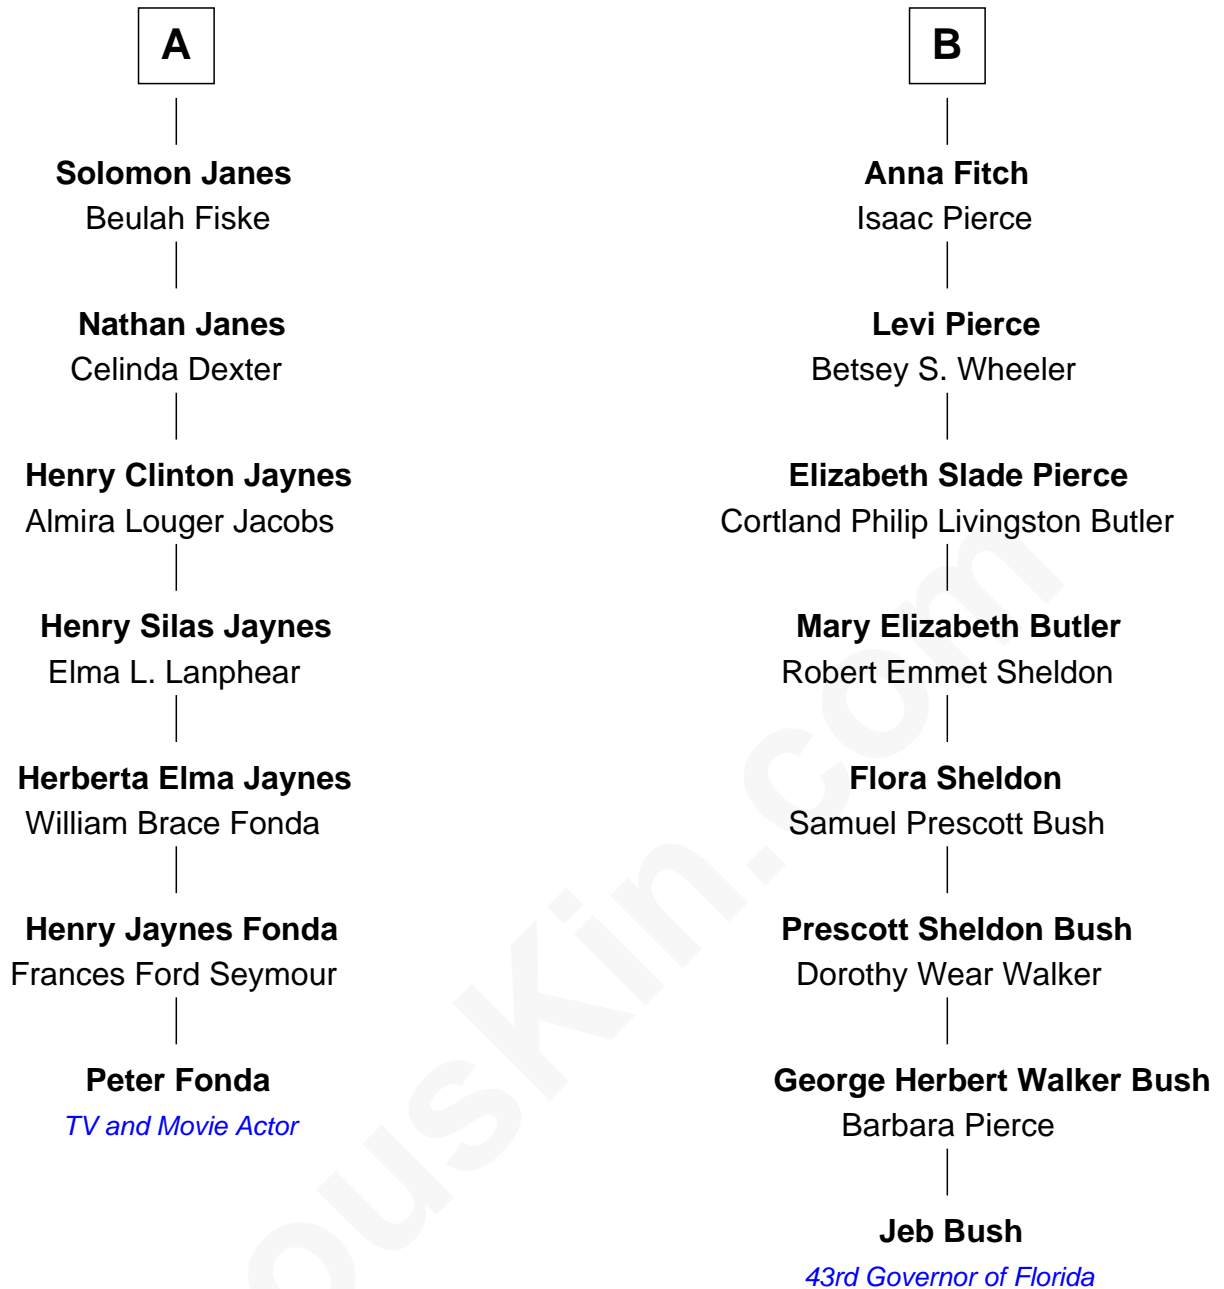 A
Solomon Janes
Beulah Fiske
Nathan Janes
Celinda Dexter
Henry Clinton Jaynes
Almira Louger Jacobs
Henry Silas Jaynes
Elma L. Lanphear
Herberta Elma Jaynes
William Brace Fonda
Henry Jaynes Fonda
Frances Ford Seymour
Peter Fonda
TV and Movie Actor
B
Anna Fitch
Isaac Pierce
Levi Pierce
Betsey S. Wheeler
Elizabeth Slade Pierce
Cortland Philip Livingston Butler
Mary Elizabeth Butler
Robert Emmet Sheldon
Flora Sheldon
Samuel Prescott Bush
Prescott Sheldon Bush
Dorothy Wear Walker
George Herbert Walker Bush
Barbara Pierce
Jeb Bush
43rd Governor of Florida
ousKin.com